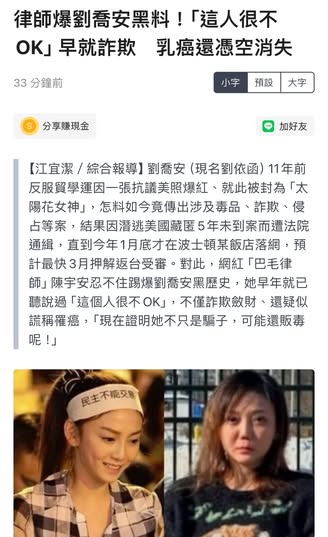 律師爆劉喬安黑料！「這人很不
OK」早就詐欺　乳癌還憑空消失
33 分鐘前
小字 預設 大字
分享賺現金
加好友
【江宜潔／綜合報導】劉喬安（現名劉依函）11年前
反服貿學運因一張抗議美照爆紅、就此被封為「太
陽花女神」，怎料如今竟傳出涉及毒品、詐欺、侵
占等案，結果因潛逃美國藏匿5年未到案而遭法院
通緝，直到今年1月底才在波士頓某飯店落網，預
計最快3月押解返台受審。對此，網紅「巴毛律
師」陳宇安忍不住踢爆劉喬安黑歷史，她早年就已
聽說過「這個人很不OK」，不僅詐欺斂財、還疑似
謊稱罹癌，「現在證明她不只是騙子，可能還販毒
呢！」
民主不能交易